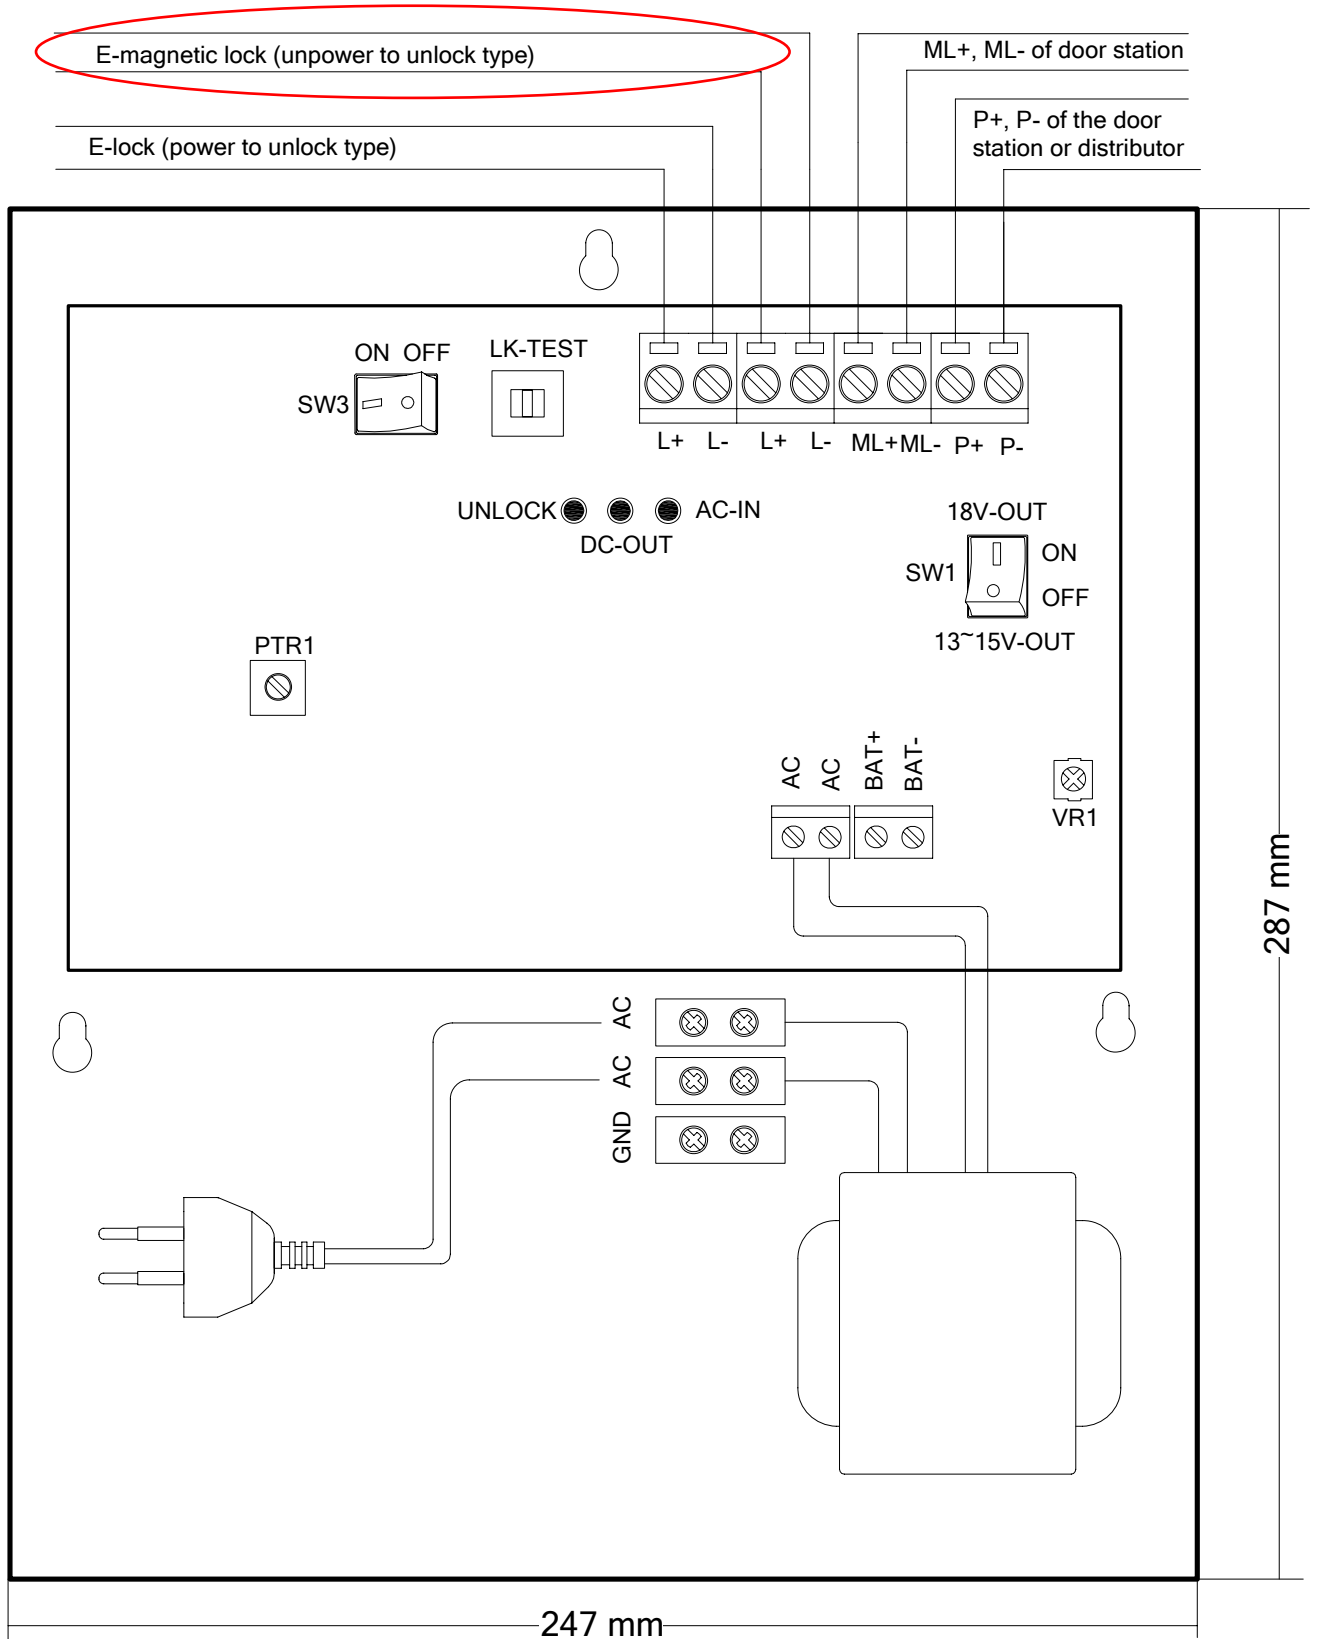 E-magnetic lock (unpower to unlock type)
ML+, ML- of door station
P+, P- of the door
station or distributor
E-lock (power to unlock type)
ON OFF
LK-TEST
SW3
L+ L- L+ L- ML+ ML- P+ P-
UNLOCK
AC-IN
DC-OUT
18V-OUT
SW1
ON
OFF
13~15V-OUT
PTR1
AC
AC
BAT+
BAT-
VR1
287 mm
AC
AC
GND
247 mm